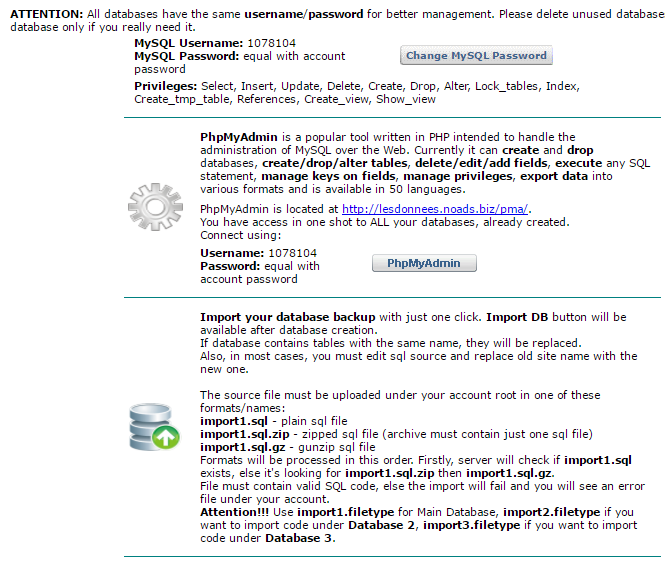 ATTENTION: All databases have the same username/password for better management. Please delete unused database
database only if you really need it.
MySQL Username: 1078104
MySQL Password: equal with account
password
Change MySQL Password
Privileges: Select, Insert, Update, Delete, Create, Drop, Alter, Lock_tables, Index,
Create_tmp_table, References, Create_view, Show_view
PhpMyAdmin is a popular tool written in PHP intended to handle the
administration of MySQL over the Web. Currently it can create and drop
databases, create/drop/alter tables, delete/edit/add fields, execute any SQL
statement, manage keys on fields, manage privileges, export data into
various formats and is available in 50 languages.
PhpMyAdmin is located at http://lesdonnees.noads.biz/pma/.
You have access in one shot to ALL your databases, already created.
Connect using:
Username: 1078104
Password: equal with
account password
PhpMyAdmin
Import your database backup with just one click. Import DB button will be
available after database creation.
If database contains tables with the same name, they will be replaced.
Also, in most cases, you must edit sql source and replace old site name with the
new one.
The source file must be uploaded under your account root in one of these
formats/names:
import1.sql - plain sql file
import1.sql.zip - zipped sql file (archive must contain just one sql file)
import1.sql.gz - gunzip sql file
Formats will be processed in this order. Firstly, server will check if import1.sql
exists, else it's looking for import1.sql.zip then import1.sql.gz.
File must contain valid SQL code, else the import will fail and you will see an error
file under your account.
Attention!!! Use import1.filetype for Main Database, import2.filetype if you
want to import code under Database 2, import3.filetype if you want to import
code under Database 3.